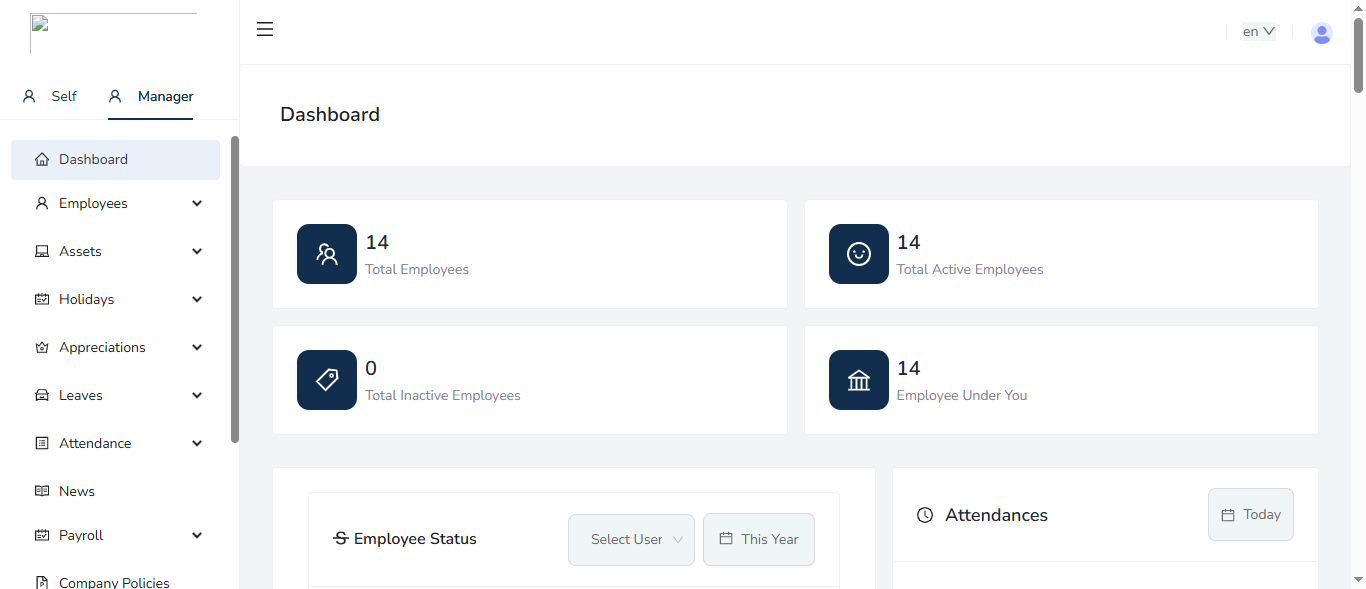 en
Self
Manager
Dashboard
Employees
Assets
Holidays
Appreciations
Leaves
Attendance
News
Payroll
Company Policies
Dashboard
14
Total Employees
14
Total Active Employees
0
Total Inactive Employees
14
Employee Under You
Employee Status
Select User
This Year
Attendances
Today